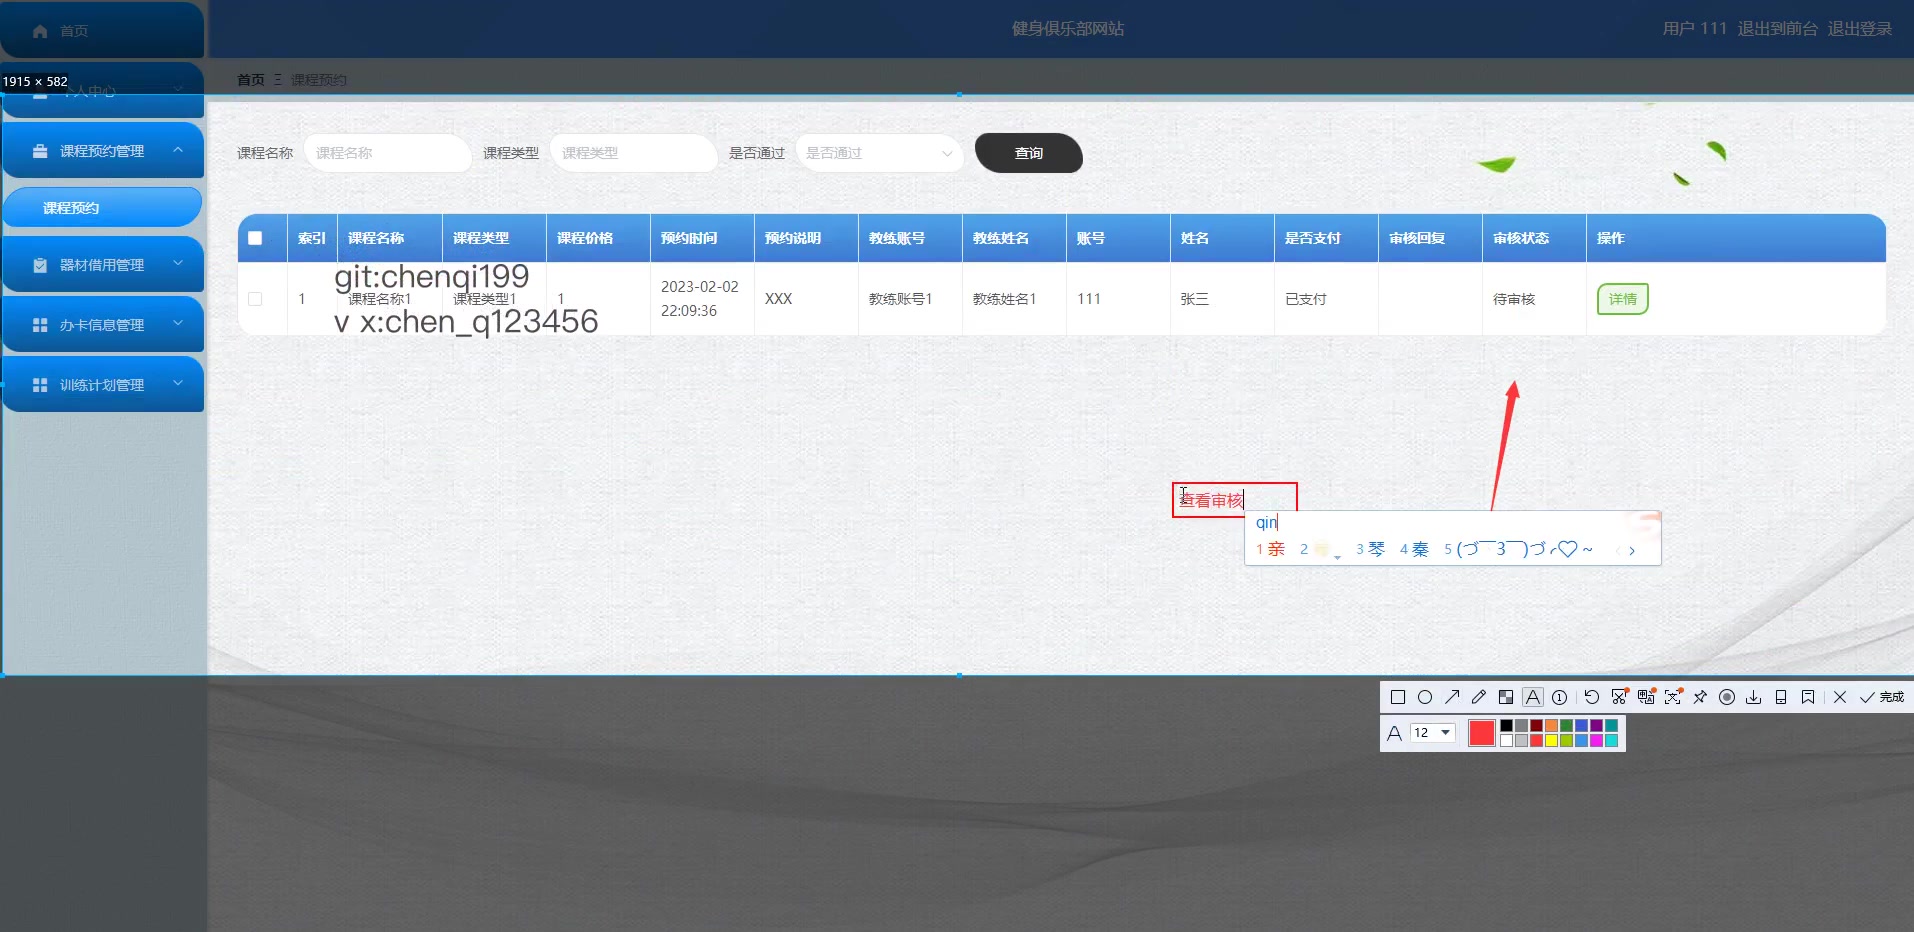 首页
健身俱乐部网站
用户 111 退出到前台 退出登录
1915 × 582
个人中心
首页 Ξ 课程预约
课程预约管理
课程预约
器材借用管理
办卡信息管理
训练计划管理
课程名称 课程名称 课程类型 课程类型 是否通过 是否通过 查询
索引 课程名称 课程类型 课程价格 预约时间 预约说明 教练账号 教练姓名 账号 姓名 是否支付 审核回复 审核状态 操作
git:chenqi199
1 课程名称1 课程类型1 1 2023-02-02 22:09:36 XXX 教练账号1 教练姓名1 111 张三 已支付 待审核 详情
v x:chen_q123456
查看审核
qin
1 亲 2 3 琴 4 秦 5 (づ￣3￣)づ╭♡～
完成
A 12